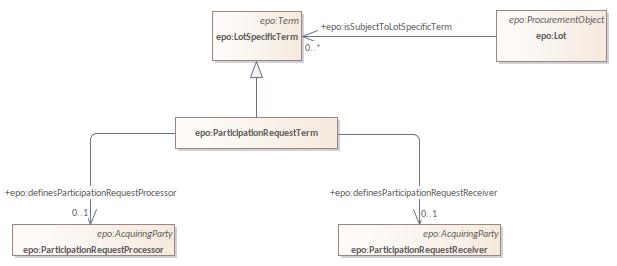 epo:Term
epo:LotSpecificTerm
+epo:isSubjectToLotSpecificTerm
0..*
epo:ProcurementObject
epo:Lot
epo:ParticipationRequestTerm
+epo:definesParticipationRequestProcessor
0..1
+epo:definesParticipationRequestReceiver
0..1
epo:AcquiringParty
epo:ParticipationRequestProcessor
epo:AcquiringParty
epo:ParticipationRequestReceiver